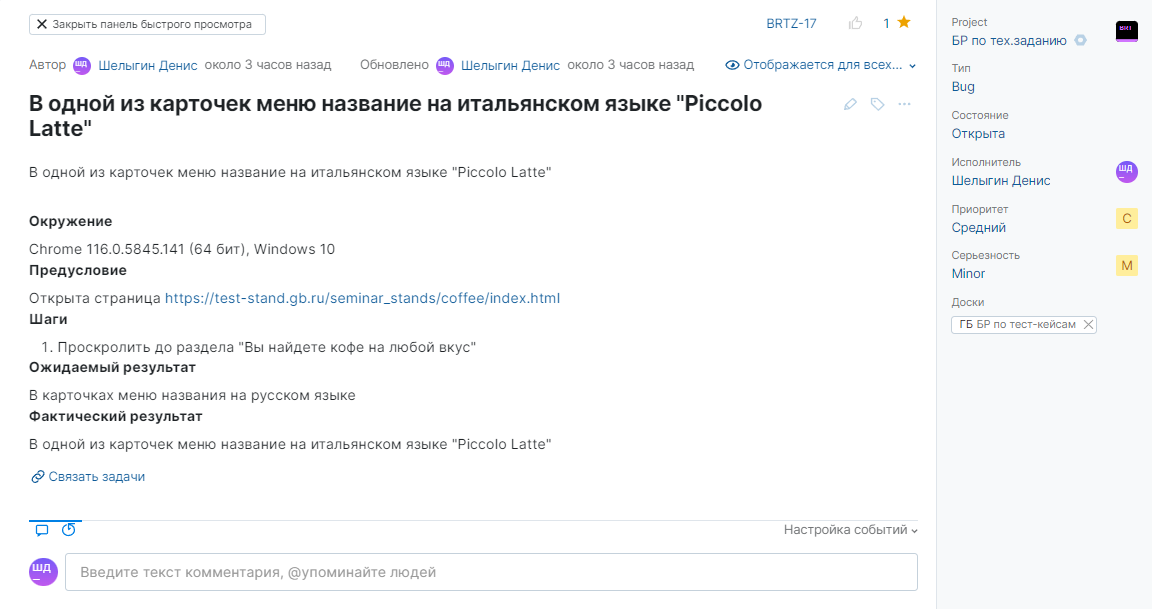 Закрыть панель быстрого просмотра
BRTZ-17
1
Автор ШД Шелыгин Денис около 3 часов назад Обновлено ШД Шелыгин Денис около 3 часов назад Отображается для всех...
В одной из карточек меню название на итальянском языке "Piccolo
Latte"
В одной из карточек меню название на итальянском языке "Piccolo Latte"
Окружение
Chrome 116.0.5845.141 (64 бит), Windows 10
Предусловие
Открыта страница https://test-stand.gb.ru/seminar_stands/coffee/index.html
Шаги
1. Проскролить до раздела "Вы найдете кофе на любой вкус"
Ожидаемый результат
В карточках меню названия на русском языке
Фактический результат
В одной из карточек меню название на итальянском языке "Piccolo Latte"
Связать задачи
Настройка событий
ШД
Введите текст комментария, @упоминайте людей
Project
БР по тех.заданию
BRT
Тип
Bug
Состояние
Открыта
Исполнитель
Шелыгин Денис
ШД
Приоритет
Средний
С
Серьезность
Minor
M
Доски
ГБ БР по тест-кейсам